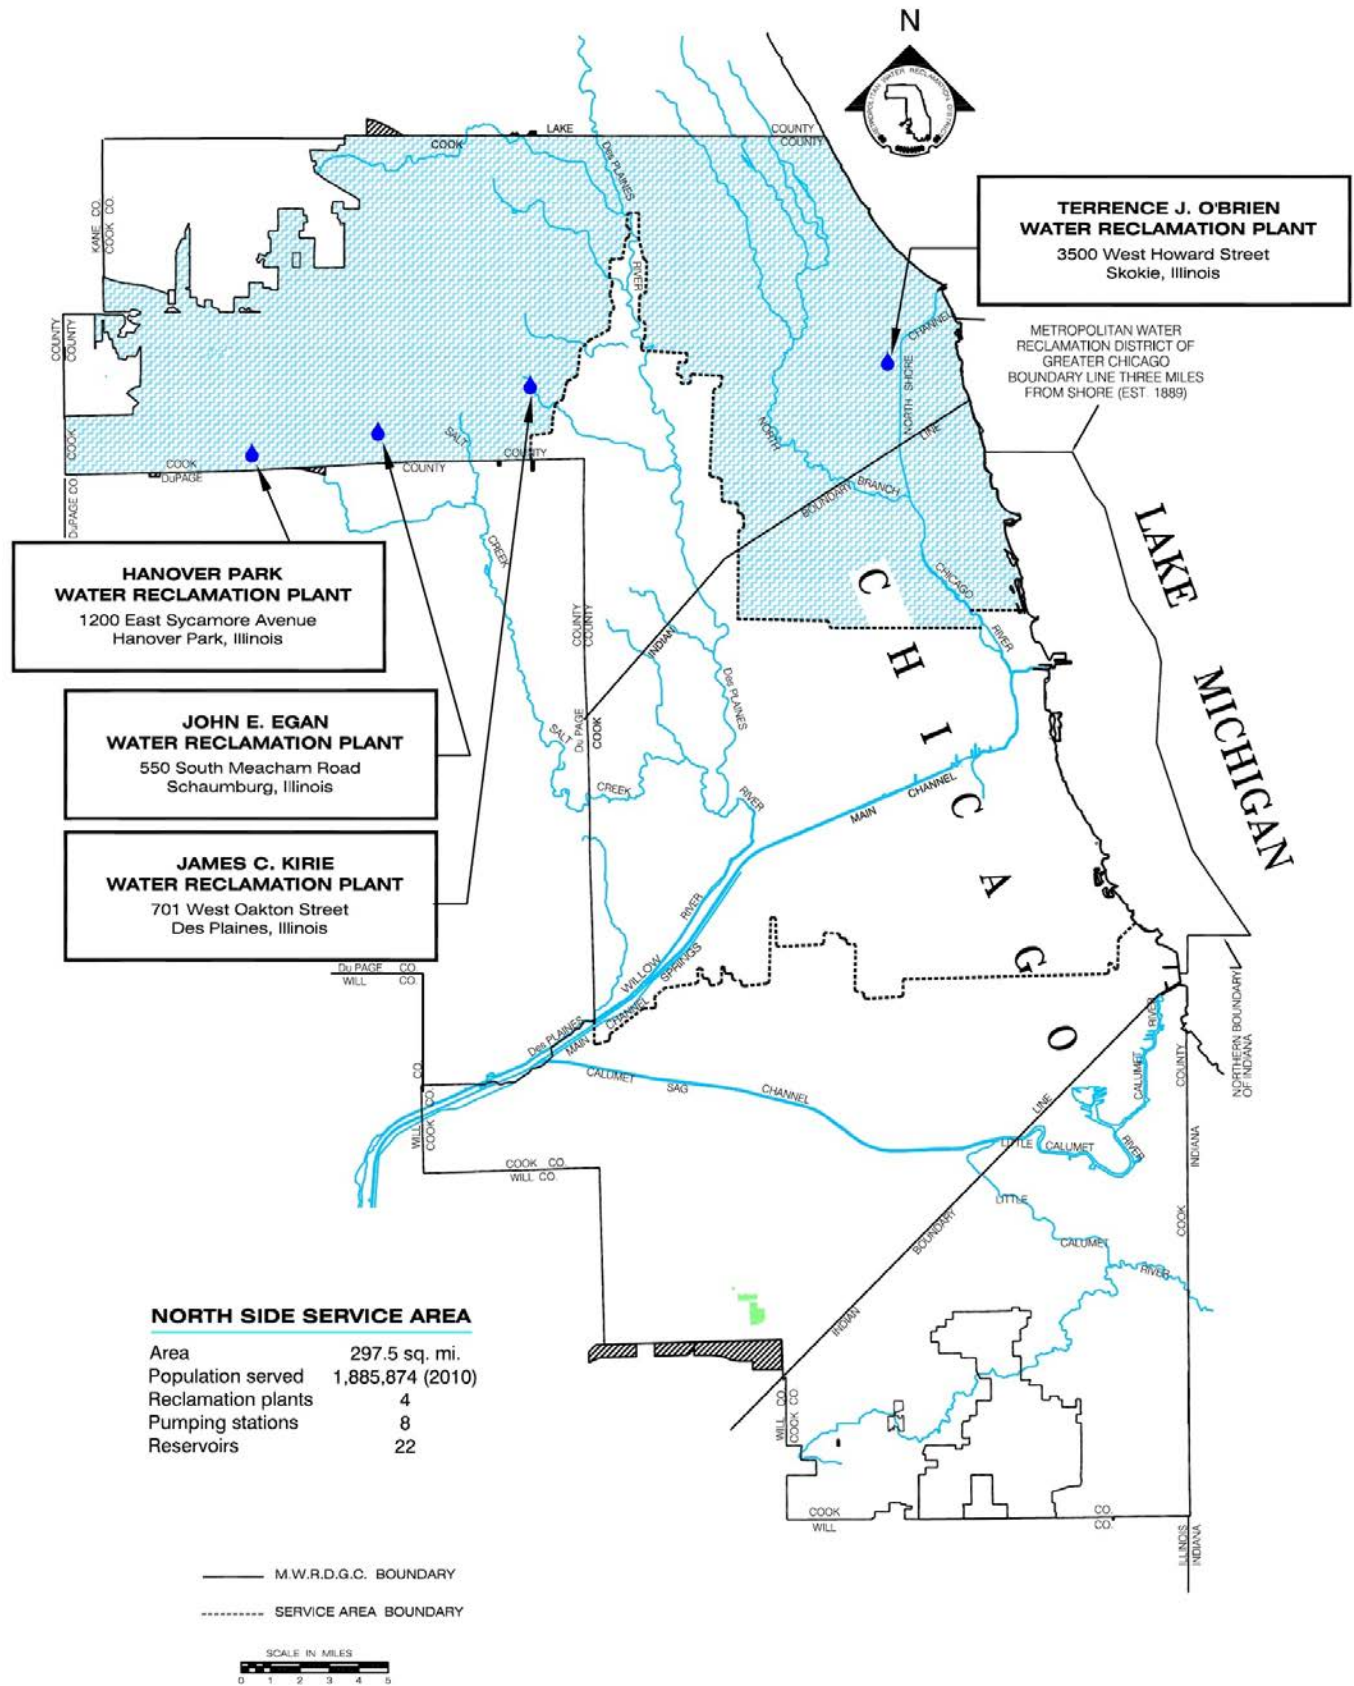 N
METROPOLITAN WATER RECLAMATION DISTRICT
LAKE COUNTY
COOK COUNTY
Des PLAINES
RIVER
KANE CO.
COOK CO.
TERRENCE J. O'BRIEN
WATER RECLAMATION PLANT
3500 West Howard Street
Skokie, Illinois
CHANNEL
NORTH SHORE
METROPOLITAN WATER
RECLAMATION DISTRICT OF
GREATER CHICAGO
BOUNDARY LINE THREE MILES
FROM SHORE (EST. 1889)
COUNTY
COUNTY
COOK
DuPAGE CO
COOK COUNTY
DuPAGE COUNTY
SALT
CREEK
NORTH
BRANCH
INDIAN BOUNDARY LINE
HANOVER PARK
WATER RECLAMATION PLANT
1200 East Sycamore Avenue
Hanover Park, Illinois
CHICAGO
RIVER
COUNTY
COUNTY
LAKE
MICHIGAN
CHICAGO
JOHN E. EGAN
WATER RECLAMATION PLANT
550 South Meacham Road
Schaumburg, Illinois
Du PAGE
COOK
Des PLAINES
SALT
CREEK
RIVER
MAIN CHANNEL
JAMES C. KIRIE
WATER RECLAMATION PLANT
701 West Oakton Street
Des Plaines, Illinois
RIVER
WILLOW SPRINGS
Du PAGE CO.
WILL CO.
Des PLAINES
MAIN CHANNEL
NORTHERN BOUNDARY
OF INDIANA
CALUMET SAG CHANNEL
WILL CO.
COOK CO.
COOK CO.
WILL CO.
LITTLE CALUMET RIVER
CALUMET RIVER
LITTLE CALUMET RIVER
COOK COUNTY
INDIANA
INDIAN BOUNDARY LINE
NORTH SIDE SERVICE AREA
Area 297.5 sq. mi.
Population served 1,885,874 (2010)
Reclamation plants 4
Pumping stations 8
Reservoirs 22
WILL CO
COOK CO
COOK CO.
WILL CO.
ILLINOIS
INDIANA
M.W.R.D.G.C. BOUNDARY
SERVICE AREA BOUNDARY
SCALE IN MILES
0 1 2 3 4 5